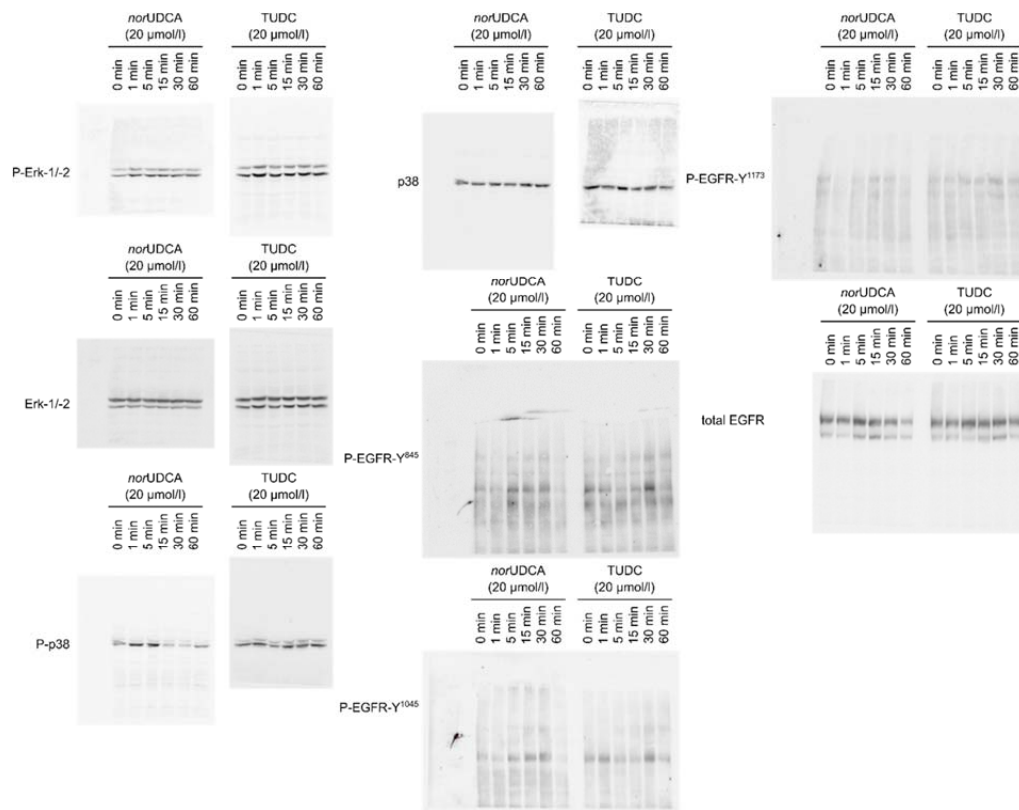 norUDCA
(20 µmol/l)
TUDC
(20 µmol/l)
0 min
1 min
5 min
15 min
30 min
60 min
0 min
1 min
5 min
15 min
30 min
60 min
P-Erk-1/-2
norUDCA
(20 µmol/l)
TUDC
(20 µmol/l)
0 min
1 min
5 min
15 min
30 min
60 min
0 min
1 min
5 min
15 min
30 min
60 min
Erk-1/-2
norUDCA
(20 µmol/l)
TUDC
(20 µmol/l)
0 min
1 min
5 min
15 min
30 min
60 min
0 min
1 min
5 min
15 min
30 min
60 min
P-p38
norUDCA
(20 µmol/l)
TUDC
(20 µmol/l)
0 min
1 min
5 min
15 min
30 min
60 min
0 min
1 min
5 min
15 min
30 min
60 min
p38
norUDCA
(20 µmol/l)
TUDC
(20 µmol/l)
0 min
1 min
5 min
15 min
30 min
60 min
0 min
1 min
5 min
15 min
30 min
60 min
P-EGFR-Y⁸⁴⁵
norUDCA
(20 µmol/l)
TUDC
(20 µmol/l)
0 min
1 min
5 min
15 min
30 min
60 min
0 min
1 min
5 min
15 min
30 min
60 min
P-EGFR-Y¹⁰⁴⁵
norUDCA
(20 µmol/l)
TUDC
(20 µmol/l)
0 min
1 min
5 min
15 min
30 min
60 min
0 min
1 min
5 min
15 min
30 min
60 min
P-EGFR-Y¹¹⁷³
norUDCA
(20 µmol/l)
TUDC
(20 µmol/l)
0 min
1 min
5 min
15 min
30 min
60 min
0 min
1 min
5 min
15 min
30 min
60 min
total EGFR